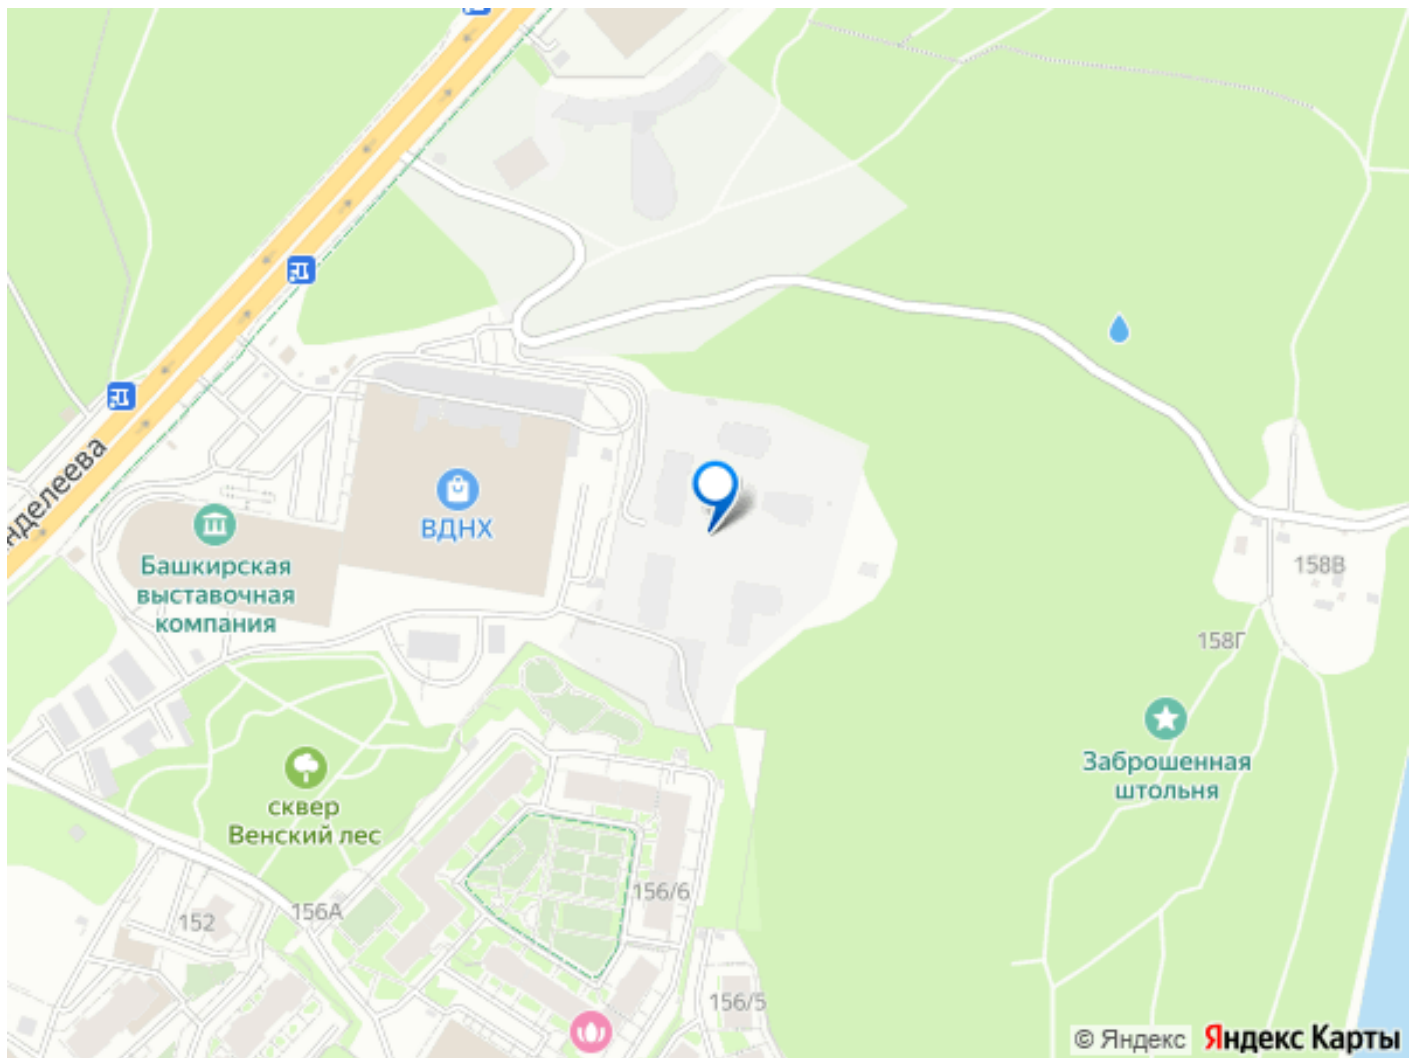 ВДНХ
Башкирская
выставочная
компания
нделеева
158В
158Г
Заброшенная
штольня
сквер
Венский лес
156/6
156А
152
156/5
© Яндекс Яндекс Карты